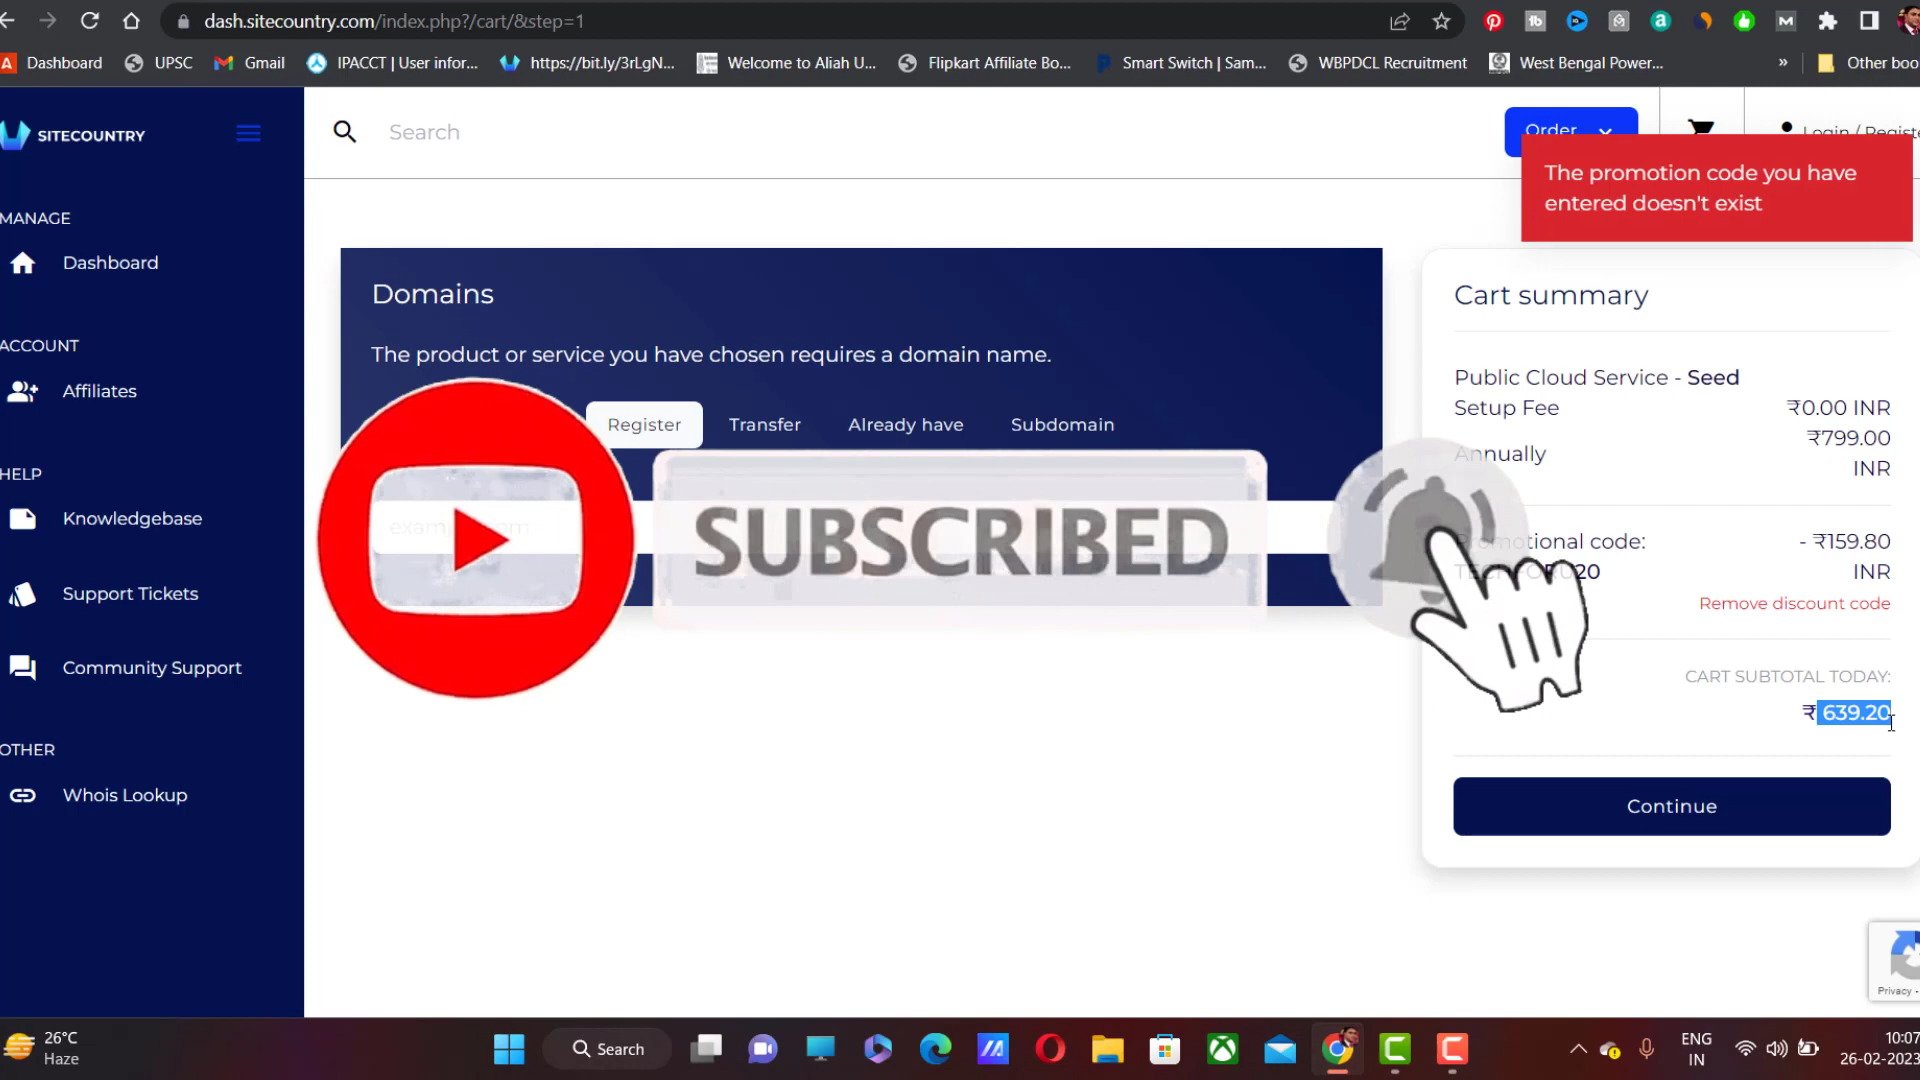 dash.sitecountry.com/index.php?/cart/&step=1
Dashboard UPSC Gmail IPACCT | User infor... https://bit.ly/3rLgN... Welcome to Aliah U... Flipkart Affiliate Bo... Smart Switch | Sam... WBPDCL Recruitment West Bengal Power... » Other boo
SITECOUNTRY
Search
Order
Login / Registe
The promotion code you have
entered doesn't exist
MANAGE
Dashboard
ACCOUNT
Affiliates
HELP
Knowledgebase
Support Tickets
Community Support
OTHER
Whois Lookup
Domains
The product or service you have chosen requires a domain name.
Register Transfer Already have Subdomain
SUBSCRIBED
Cart summary
Public Cloud Service - Seed
Setup Fee ₹0.00 INR
Annually ₹799.00
INR
Promotional code: - ₹159.80
TECHFORU20 INR
Remove discount code
CART SUBTOTAL TODAY:
₹ 639.20
Continue
Privacy -
26°C
Haze
Search
ENG
IN
10:07
26-02-2023